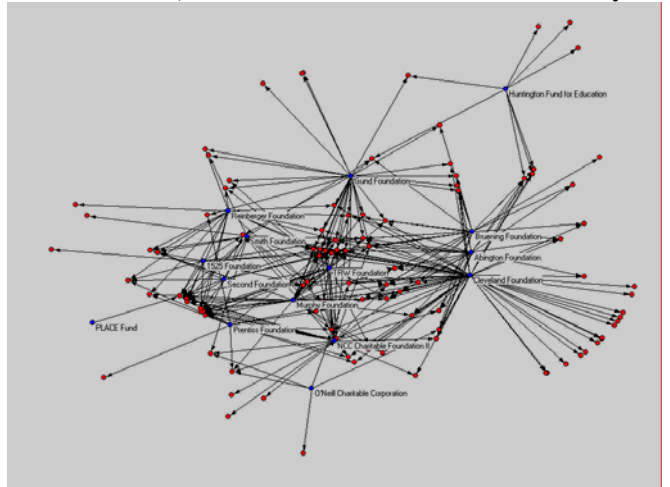 Huntington Fund for Education
Gund Foundation
Reinberger Foundation
Smith Foundation
Bruening Foundation
Abington Foundation
1525 Foundation
TRW Foundation
Cleveland Foundation
Second Foundation
Murphy Foundation
PLACE Fund
Prentiss Foundation
NCC Charitable Foundation II
O'Neill Charitable Corporation